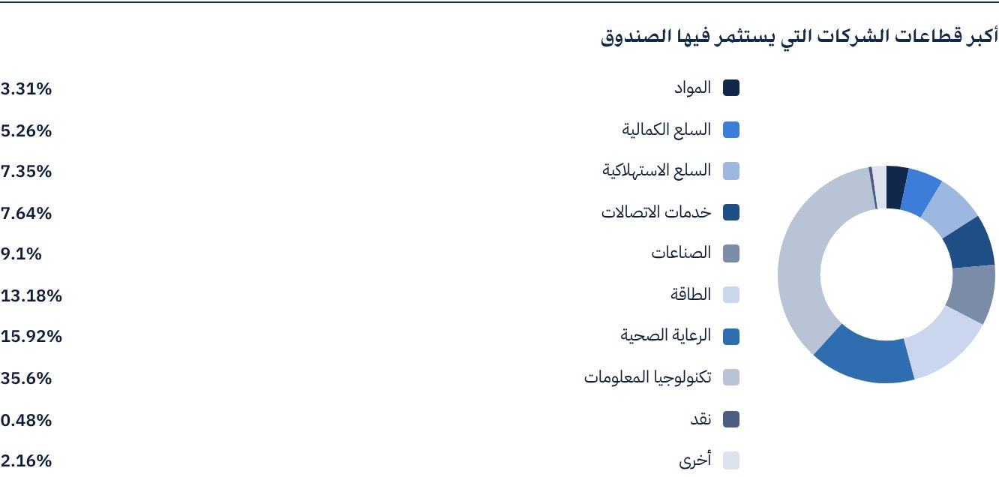 أكبر قطاعات الشركات التي يستثمر فيها الصندوق
المواد 3.31%
السلع الكمالية 5.26%
السلع الاستهلاكية 7.35%
خدمات الاتصالات 7.64%
الصناعات 9.1%
الطاقة 13.18%
الرعاية الصحية 15.92%
تكنولوجيا المعلومات 35.6%
نقد 0.48%
أخرى 2.16%